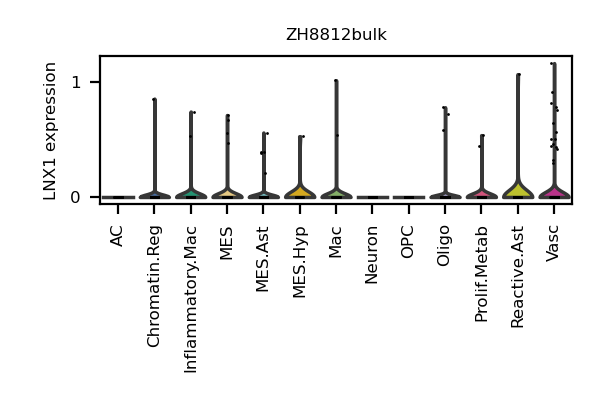 ZH8812bulk
LNX1 expression
1
0
AC
Chromatin.Reg
Inflammatory.Mac
MES
MES.Ast
MES.Hyp
Mac
Neuron
OPC
Oligo
Prolif.Metab
Reactive.Ast
Vasc